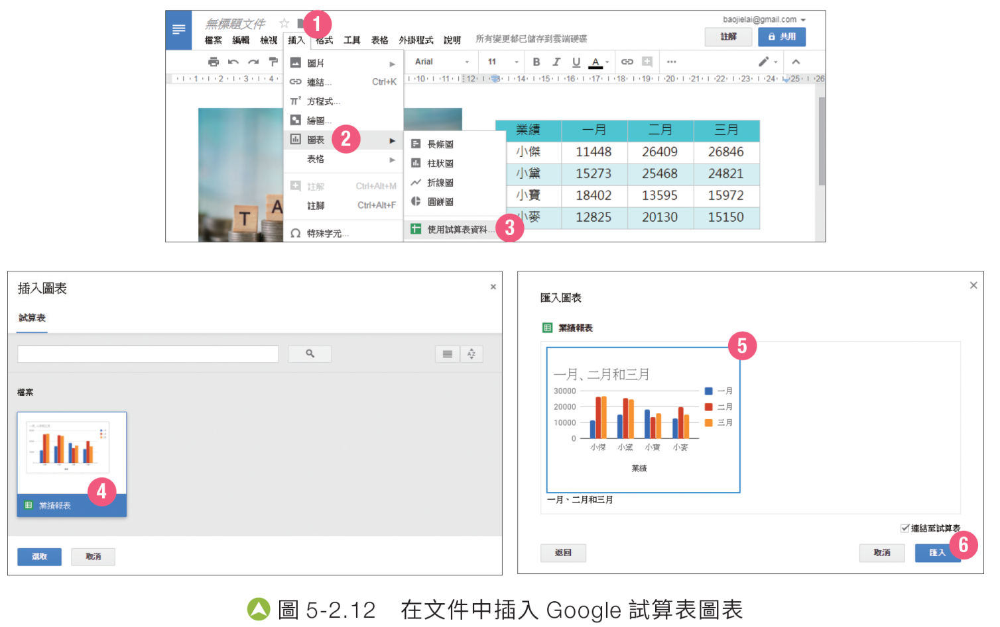 無標題文件
1
baojielai@gmail.com
檔案 編輯 檢視 插入 格式 工具 表格 外掛程式 說明 所有變更都已儲存到雲端硬碟
註解 共用
Arial 11 B I U A
1 1 2 3 4 10 11 12 13 14 15 16 17 18 19 20 21 22 23 24 25 26
圖片
連結... Ctrl+K
π² 方程式...
繪圖...
圖表 2
表格
註解 Ctrl+Alt+M
註腳 Ctrl+Alt+F
Ω 特殊字元...
長條圖
柱狀圖
折線圖
圓餅圖
使用試算表資料... 3
T A
業績 一月 二月 三月
小傑 11448 26409 26846
小黛 15273 25468 24821
小寶 18402 13595 15972
小麥 12825 20130 15150
插入圖表 ×
試算表
AZ
檔案
一月、二月和三月
4
業績報表
選取 取消
匯入圖表 ×
業績報表
5
一月、二月和三月
30000
20000
10000
0
一月
二月
三月
小傑 小黛 小寶 小麥
業績
一月、二月和三月
連結至試算表
返回 取消 匯入 6
圖 5-2.12 在文件中插入 Google 試算表圖表